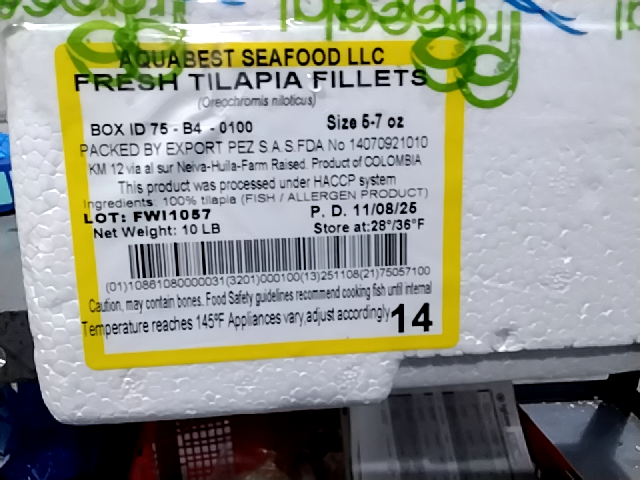 AQUABEST SEAFOOD LLC
FRESH TILAPIA FILLETS
(Oreochromis niloticus)
BOX ID 75 - B4 - 0100 Size 5-7 oz
PACKED BY EXPORT PEZ S.A.S.FDA No 14070921010
KM 12 via al sur Neiva-Huila-Farm Raised. Product of COLOMBIA
This product was processed under HACCP system
Ingredients: 100% tilapia (FISH / ALLERGEN PRODUCT)
LOT: FWI1057 P. D. 11/08/25
Net Weight: 10 LB Store at:28°/36°F
(01)10861080000031(3201)000100(13)251108(21)75057100
Caution, may contain bones. Food Safety guidelines recommend cooking fish until internal
Temperature reaches 145ºF Appliances vary,adjust accordingly 14